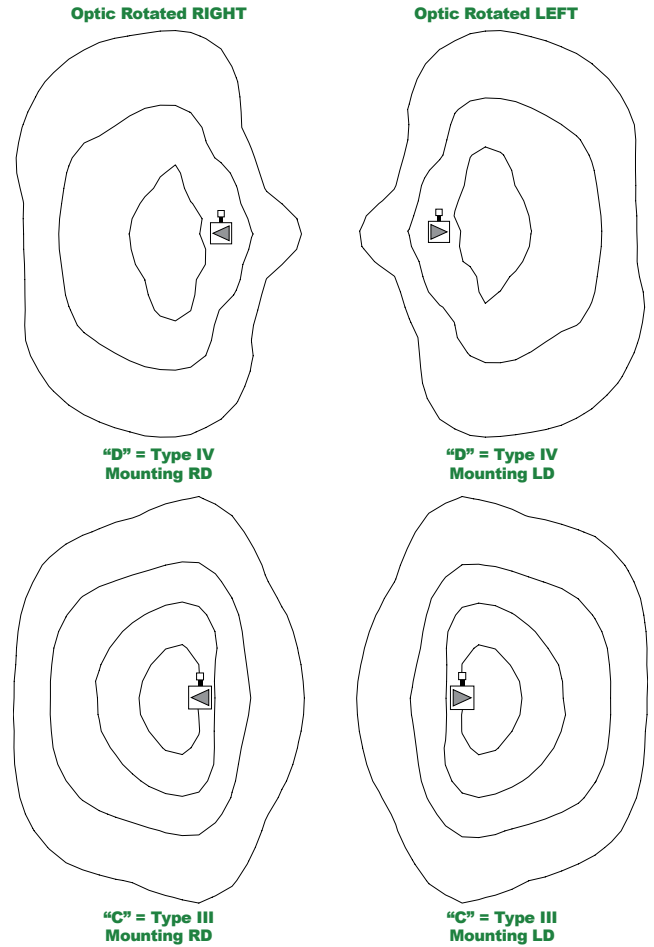 Optic Rotated RIGHT
Optic Rotated LEFT
“D” = Type IV
Mounting RD
“D” = Type IV
Mounting LD
“C” = Type III
Mounting RD
“C” = Type III
Mounting LD